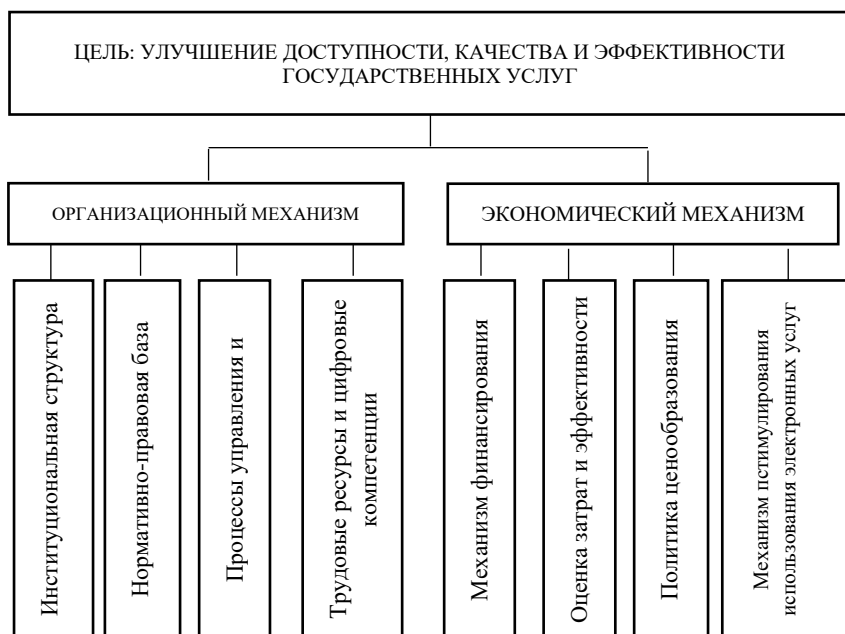 ЦЕЛЬ: УЛУЧШЕНИЕ ДОСТУПНОСТИ, КАЧЕСТВА И ЭФФЕКТИВНОСТИ
ГОСУДАРСТВЕННЫХ УСЛУГ
ОРГАНИЗАЦИОННЫЙ МЕХАНИЗМ
ЭКОНОМИЧЕСКИЙ МЕХАНИЗМ
Институциональная структура
Нормативно-правовая база
Процессы управления и
Трудовые ресурсы и цифровые
компетенции
Механизм финансирования
Оценка затрат и эффективности
Политика ценообразования
Механизм пстимулирования
использования электронных услуг